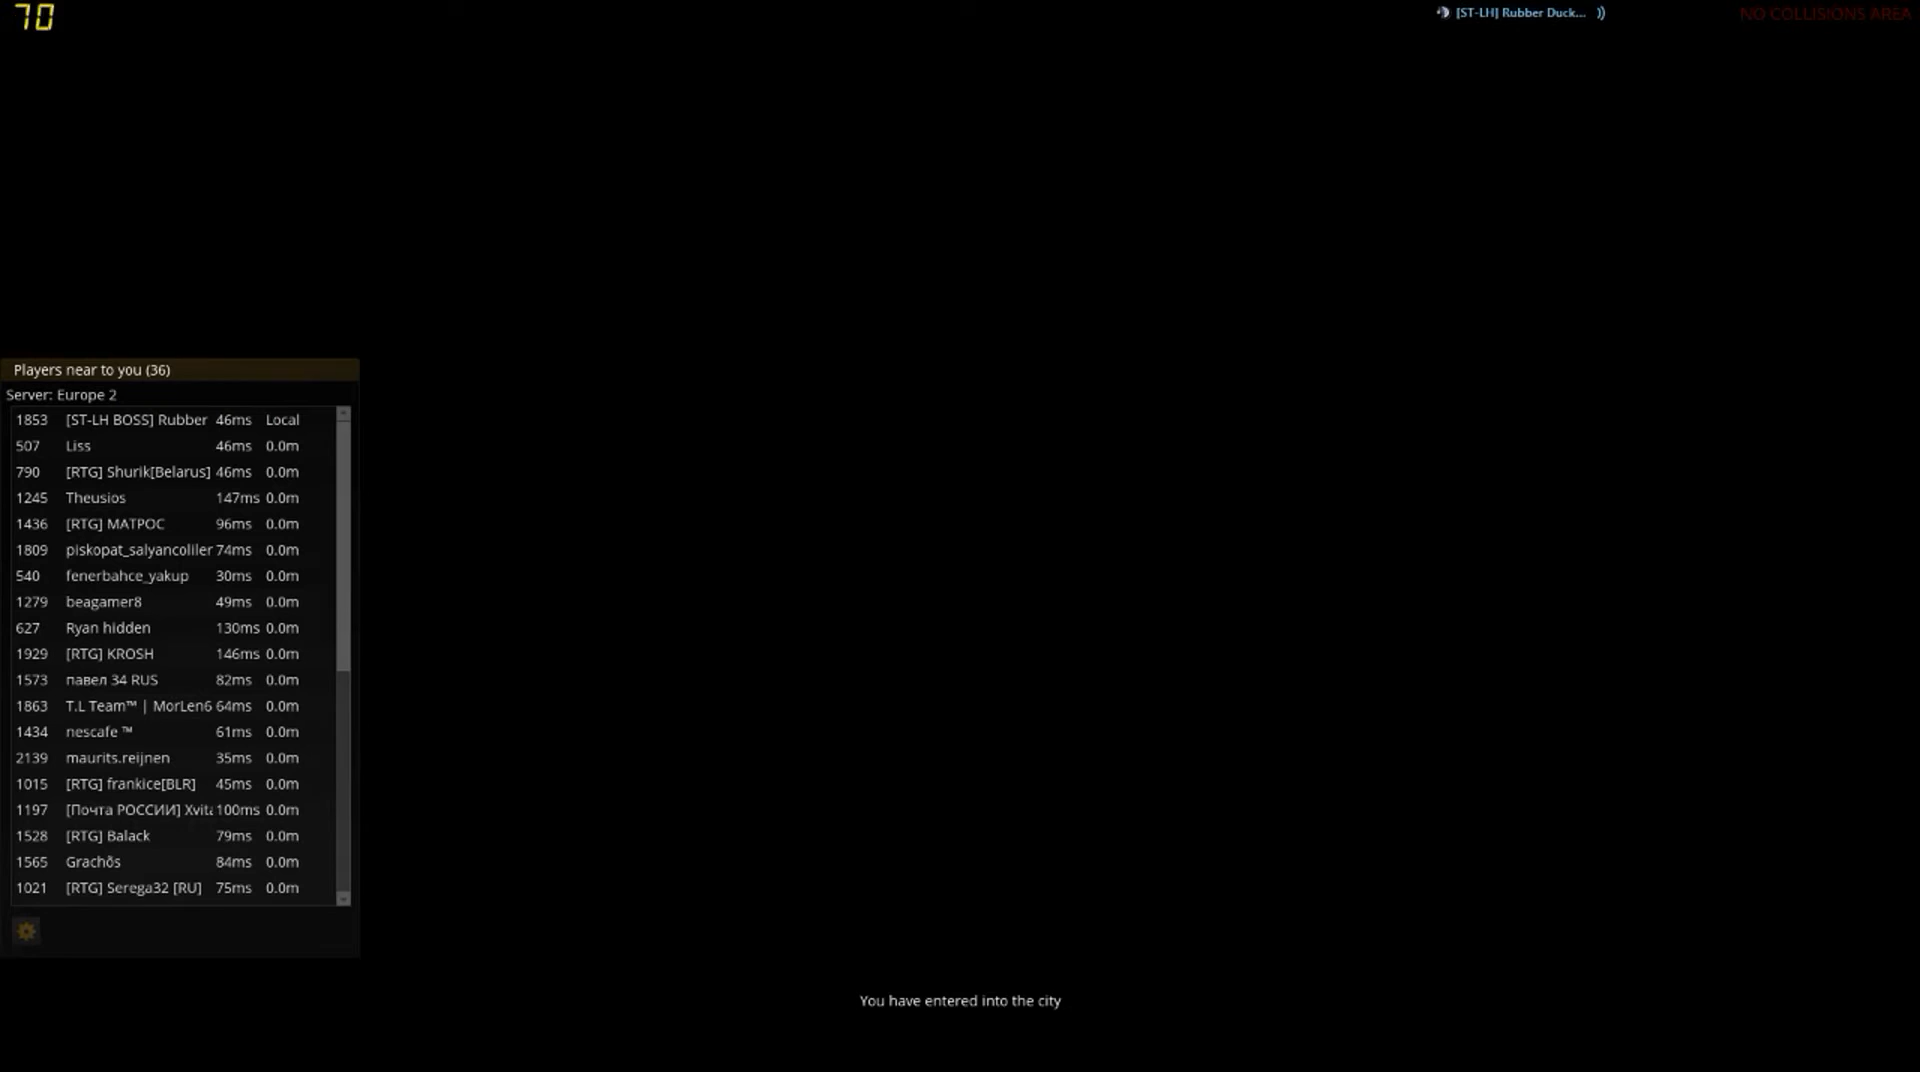 70
[ST-LH] Rubber Duck...
NO COLLISIONS AREA
Players near to you (36)
Server: Europe 2
1853 [ST-LH BOSS] Rubber 46ms Local
507 Liss 46ms 0.0m
790 [RTG] Shurik[Belarus] 46ms 0.0m
1245 Theusios 147ms 0.0m
1436 [RTG] МАТРОС 96ms 0.0m
1809 piskopat_salyancoliler 74ms 0.0m
540 fenerbahce_yakup 30ms 0.0m
1279 beagamer8 49ms 0.0m
627 Ryan hidden 130ms 0.0m
1929 [RTG] KROSH 146ms 0.0m
1573 павел 34 RUS 82ms 0.0m
1863 T.L Team™ | MorLen6 64ms 0.0m
1434 nescafe ™ 61ms 0.0m
2139 maurits.reijnen 35ms 0.0m
1015 [RTG] frankice[BLR] 45ms 0.0m
1197 [Почта РОССИИ] Xvita 100ms 0.0m
1528 [RTG] Balack 79ms 0.0m
1565 Grachôs 84ms 0.0m
1021 [RTG] Serega32 [RU] 75ms 0.0m
You have entered into the city